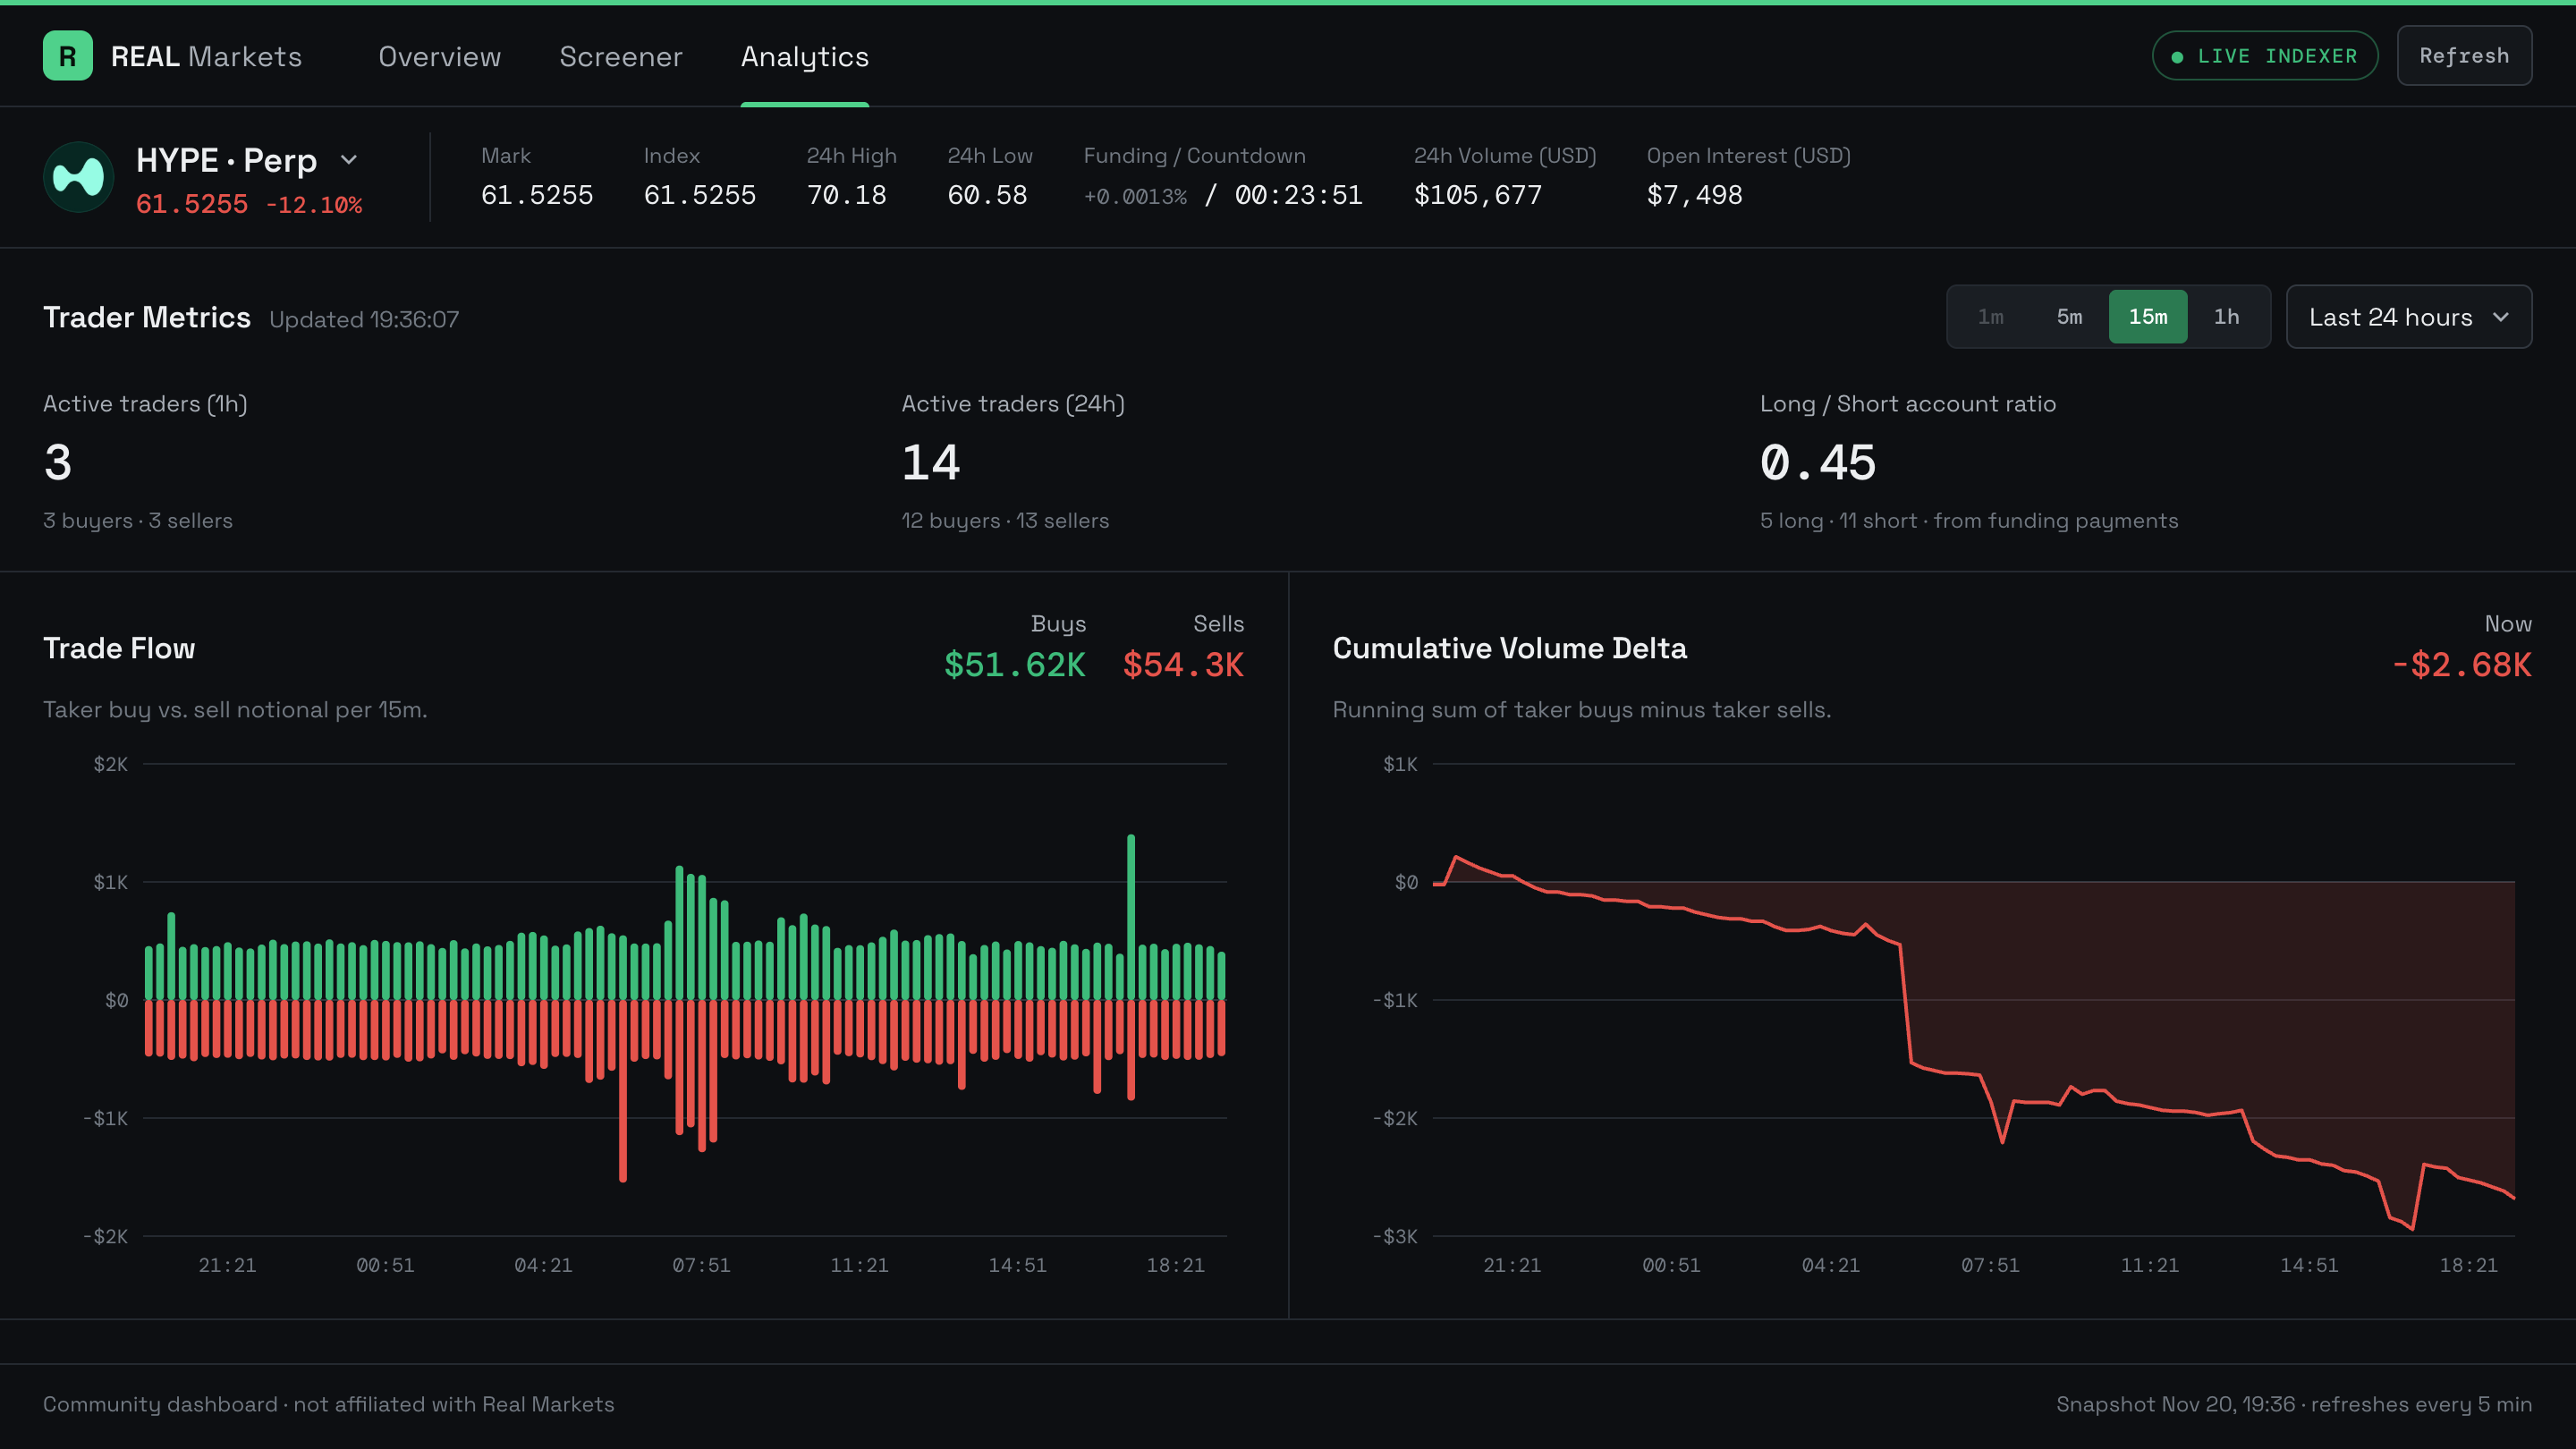 R REAL Markets Overview Screener Analytics LIVE INDEXER Refresh
HYPE · Perp
61.5255 -12.10%
Mark Index 24h High 24h Low Funding / Countdown 24h Volume (USD) Open Interest (USD)
61.5255 61.5255 70.18 60.58 +0.0013% / 00:23:51 $105,677 $7,498
Trader Metrics Updated 19:36:07 1m 5m 15m 1h Last 24 hours
Active traders (1h)
3
3 buyers · 3 sellers
Active traders (24h)
14
12 buyers · 13 sellers
Long / Short account ratio
0.45
5 long · 11 short · from funding payments
Trade Flow
Buys Sells
$51.62K $54.3K
Taker buy vs. sell notional per 15m.
$2K
$1K
$0
-$1K
-$2K
21:21 00:51 04:21 07:51 11:21 14:51 18:21
Cumulative Volume Delta
Now
-$2.68K
Running sum of taker buys minus taker sells.
$1K
$0
-$1K
-$2K
-$3K
21:21 00:51 04:21 07:51 11:21 14:51 18:21
Community dashboard · not affiliated with Real Markets
Snapshot Nov 20, 19:36 · refreshes every 5 min